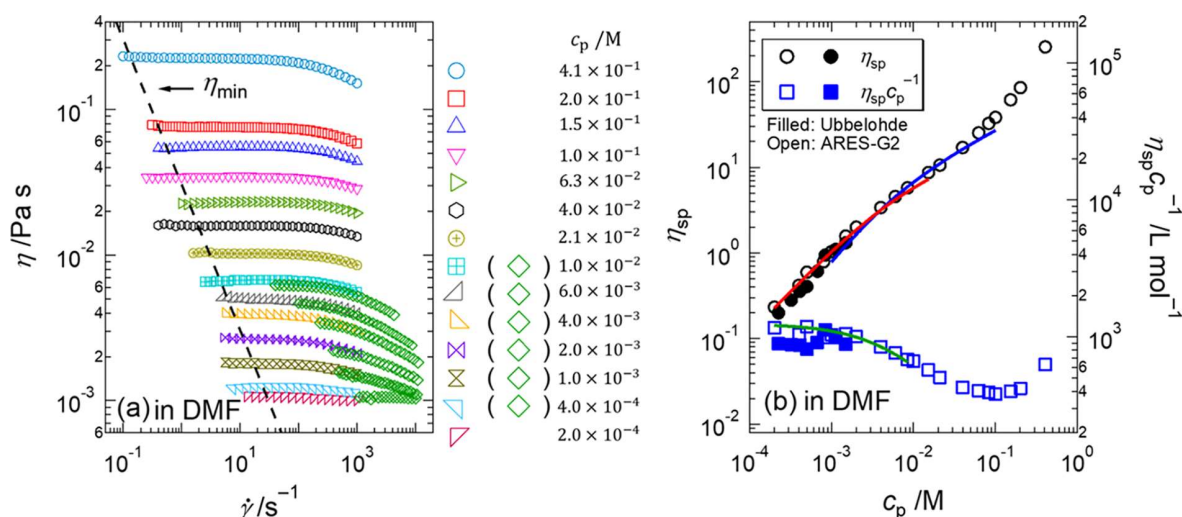 4
2
10⁻¹
6
4
2
10⁻²
6
4
2
10⁻³
6
η /Pa s
η_min
(a) in DMF
10⁻¹ 10¹ 10³
γ̇ /s⁻¹
c_p /M
4.1 × 10⁻¹
2.0 × 10⁻¹
1.5 × 10⁻¹
1.0 × 10⁻¹
6.3 × 10⁻²
4.0 × 10⁻²
2.1 × 10⁻²
( ) 1.0 × 10⁻²
( ) 6.0 × 10⁻³
( ) 4.0 × 10⁻³
( ) 2.0 × 10⁻³
( ) 1.0 × 10⁻³
( ) 4.0 × 10⁻⁴
2.0 × 10⁻⁴
η_sp
η_sp c_p⁻¹
Filled: Ubbelohde
Open: ARES-G2
10²
10¹
10⁰
10⁻¹
10⁻²
η_sp
(b) in DMF
10⁻⁴ 10⁻³ 10⁻² 10⁻¹ 10⁰
c_p /M
2
10⁵
6
4
2
10⁴
6
4
2
10³
6
4
2
η_sp c_p⁻¹ /L mol⁻¹